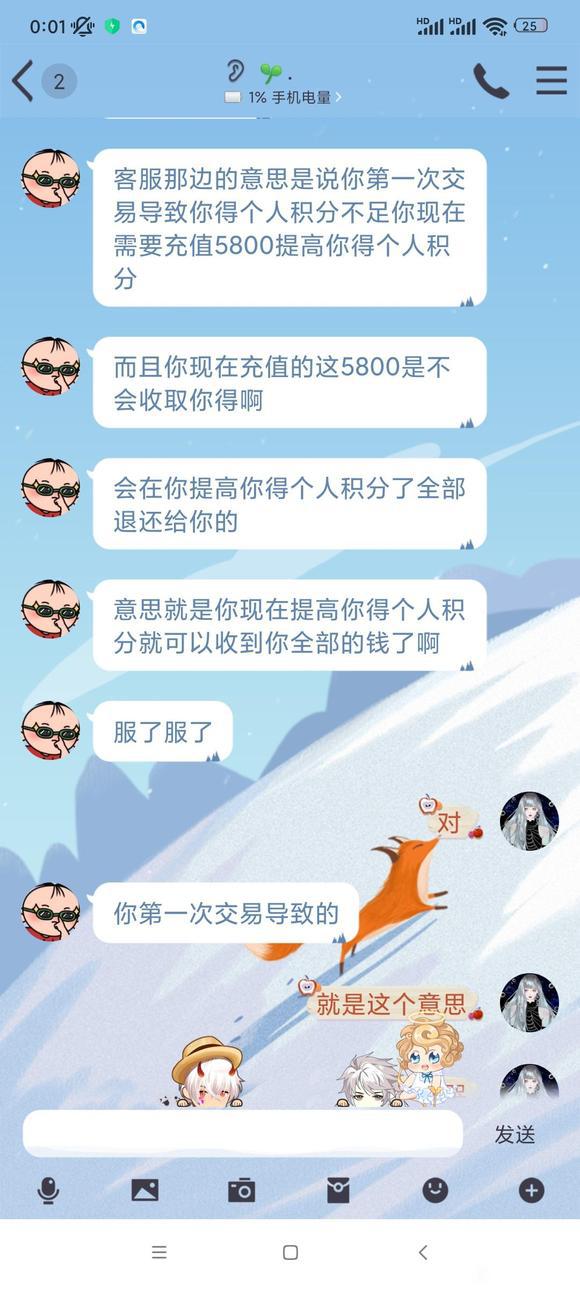 0:01
HD HD 25
2
.
1% 手机电量
客服那边的意思是说你第一次交
易导致你得个人积分不足你现在
需要充值5800提高你得个人积
分
而且你现在充值的这5800是不
会收取你得啊
会在你提高你得个人积分了全部
退还给你的
意思就是你现在提高你得个人积
分就可以收到你全部的钱了啊
服了服了
对
你第一次交易导致的
就是这个意思
发送